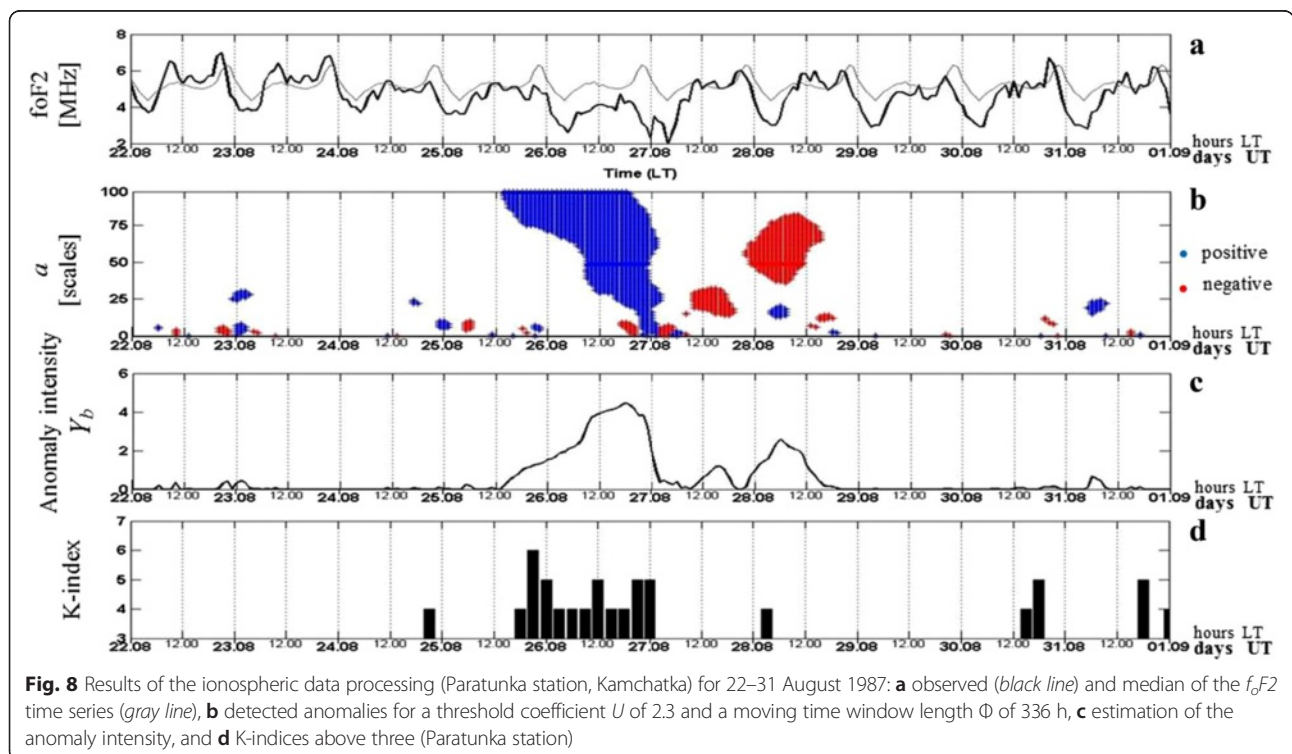 a
foF2
[MHz]
8
6
4
2
22.08 12.00 23.08 12.00 24.08 12.00 25.08 12.00 26.08 12.00 27.08 12.00 28.08 12.00 29.08 12.00 30.08 12.00 31.08 12.00 01.09
hours LT
days UT
Time (LT)
b
a
[scales]
100
75
50
25
0
positive
negative
22.08 12.00 23.08 12.00 24.08 12.00 25.08 12.00 26.08 12.00 27.08 12.00 28.08 12.00 29.08 12.00 30.08 12.00 31.08 12.00 01.09
hours LT
days UT
c
Anomaly intensity
Yb
6
4
2
0
22.08 12.00 23.08 12.00 24.08 12.00 25.08 12.00 26.08 12.00 27.08 12.00 28.08 12.00 29.08 12.00 30.08 12.00 31.08 12.00 01.09
hours LT
days UT
d
K-index
7
6
5
4
3
22.08 12.00 23.08 12.00 24.08 12.00 25.08 12.00 26.08 12.00 27.08 12.00 28.08 12.00 29.08 12.00 30.08 12.00 31.08 12.00 01.09
hours LT
days UT
Fig. 8 Results of the ionospheric data processing (Paratunka station, Kamchatka) for 22–31 August 1987: a observed (black line) and median of the foF2
time series (gray line), b detected anomalies for a threshold coefficient U of 2.3 and a moving time window length Φ of 336 h, c estimation of the
anomaly intensity, and d K-indices above three (Paratunka station)